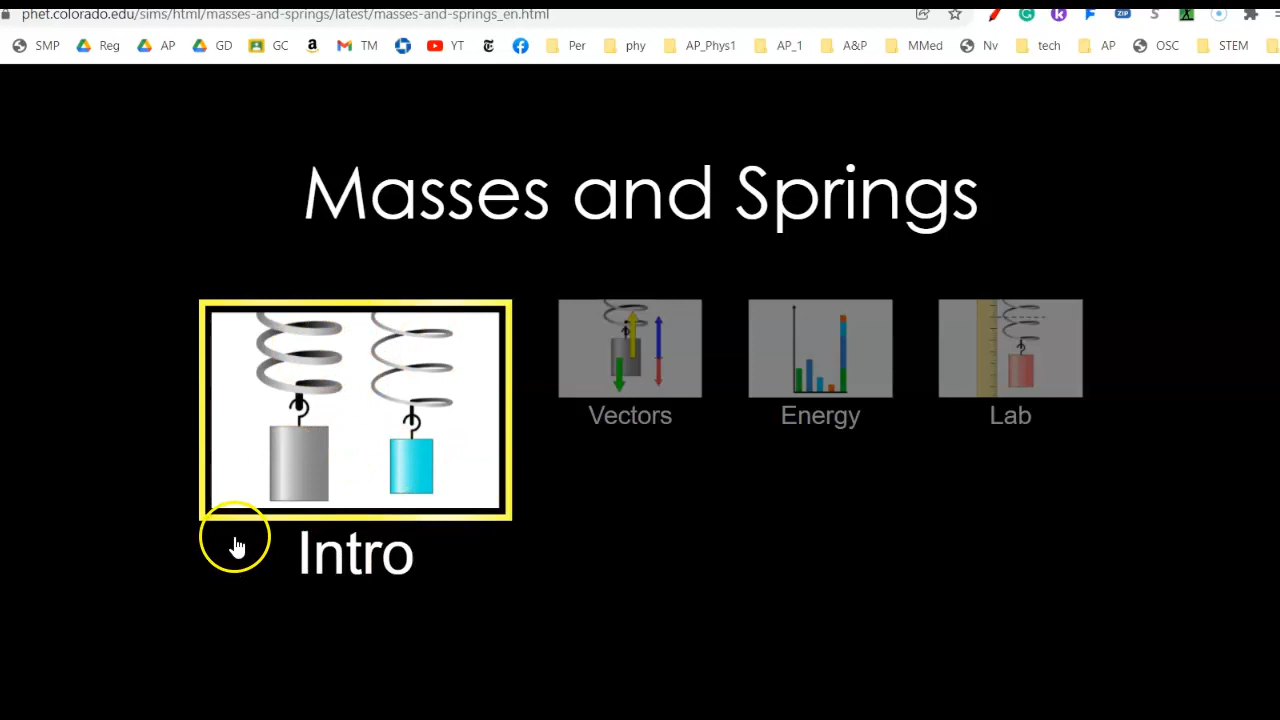 phet.colorado.edu/sims/html/masses-and-springs/latest/masses-and-springs_en.html
ZIP
SMP Reg AP GD GC TM YT Per phy AP_Phys1 AP_1 A&P MMed Nv tech AP OSC STEM
Masses and Springs
Vectors Energy Lab
Intro